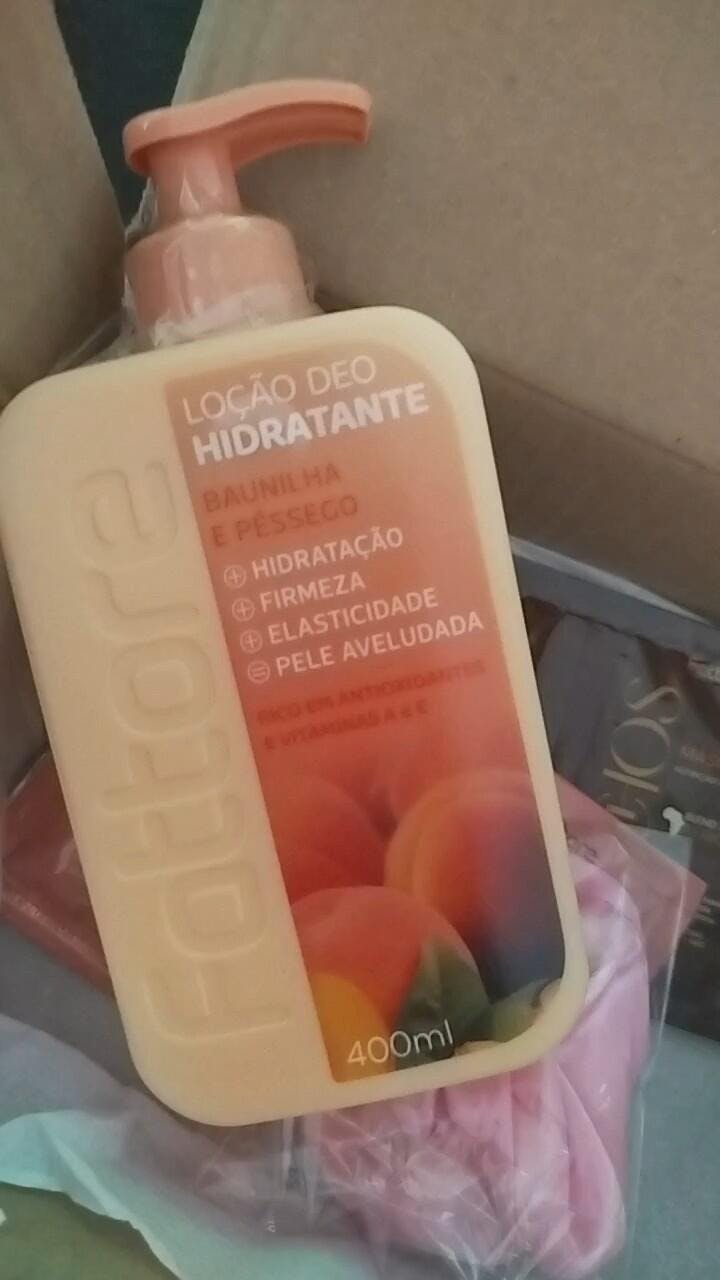 LOÇÃO DEO
HIDRATANTE
BAUNILHA
E PÊSSEGO
HIDRATAÇÃO
FIRMEZA
ELASTICIDADE
PELE AVELUDADA
RICO EM ANTIOXIDANTES
E VITAMINAS A e E
400ml
Fattore